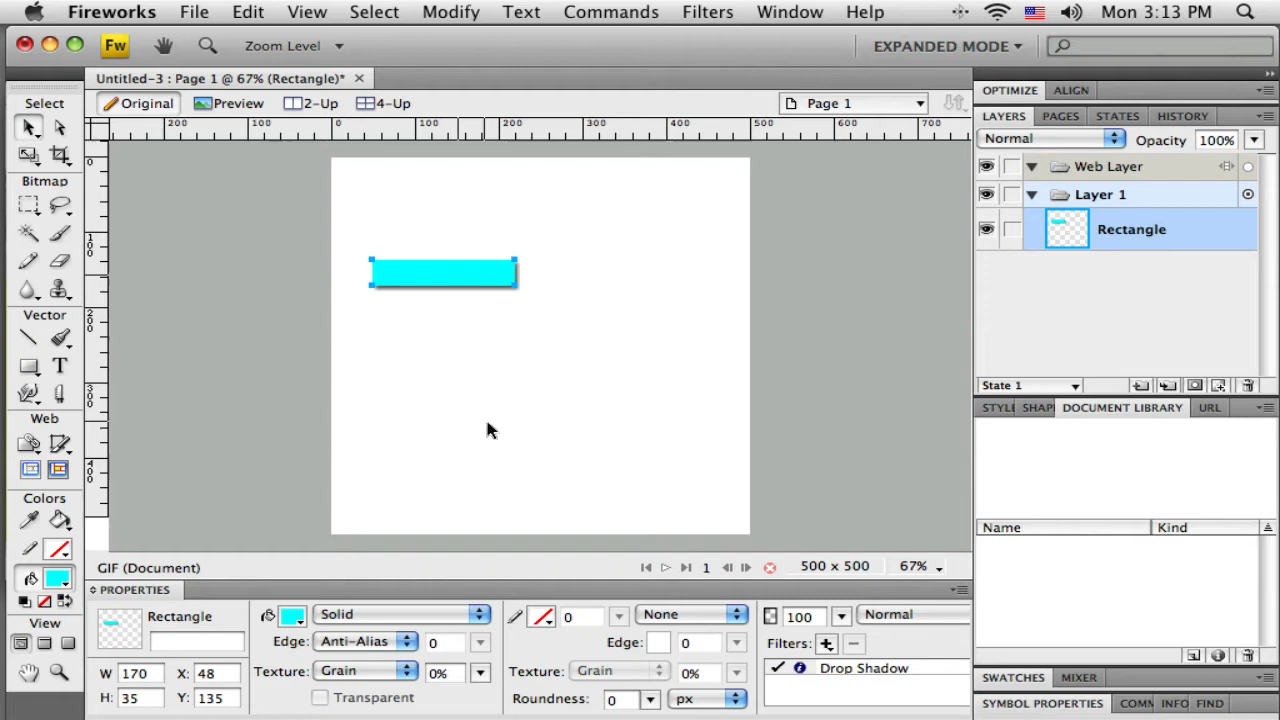 Fireworks File Edit View Select Modify Text Commands Filters Window Help Mon 3:13 PM
Fw Zoom Level EXPANDED MODE
Untitled-3 : Page 1 @ 67% (Rectangle)*
Original Preview 2-Up 4-Up Page 1
200 100 0 100 200 300 400 500 600 700
0
100
200
300
400
Select
Bitmap
Vector
T
Web
Colors
View
GIF (Document) 1 500 x 500 67%
PROPERTIES
Rectangle Solid 0 None 100 Normal
Edge: Anti-Alias 0 Edge: 0 Filters:
W 170 X: 48 Texture: Grain 0% Texture: Grain 0% Drop Shadow
H: 35 Y: 135 Transparent Roundness: 0 px
OPTIMIZE ALIGN
LAYERS PAGES STATES HISTORY
Normal Opacity 100%
Web Layer
Layer 1
Rectangle
State 1
STYLE SHAPE DOCUMENT LIBRARY URL
Name Kind
SWATCHES MIXER
SYMBOL PROPERTIES COMM INFO FIND